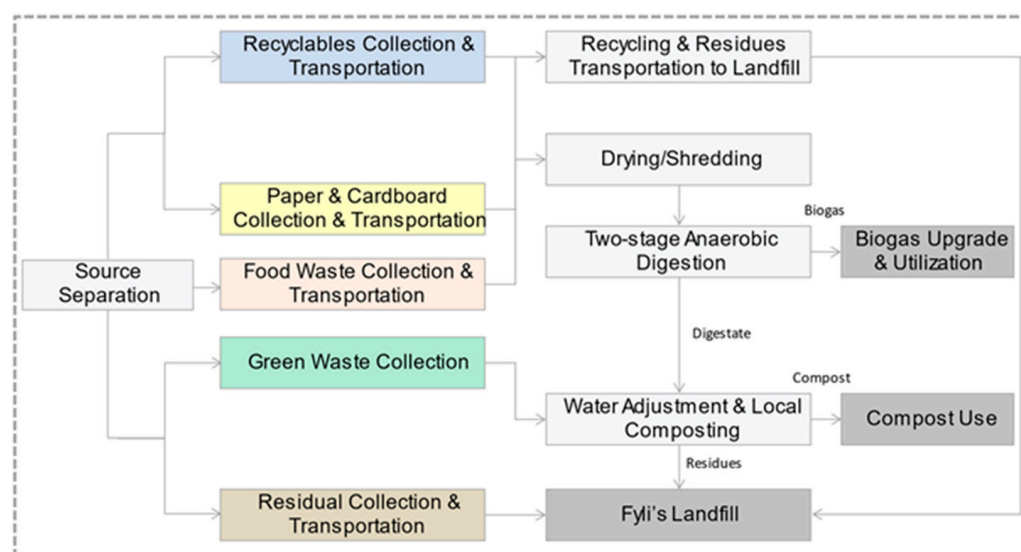 Recyclables Collection &
Transportation
Recycling & Residues
Transportation to Landfill
Drying/Shredding
Paper & Cardboard
Collection & Transportation
Biogas
Two-stage Anaerobic
Digestion
Biogas Upgrade
& Utilization
Source
Separation
Food Waste Collection &
Transportation
Digestate
Green Waste Collection
Compost
Water Adjustment & Local
Composting
Compost Use
Residues
Residual Collection &
Transportation
Fyli's Landfill